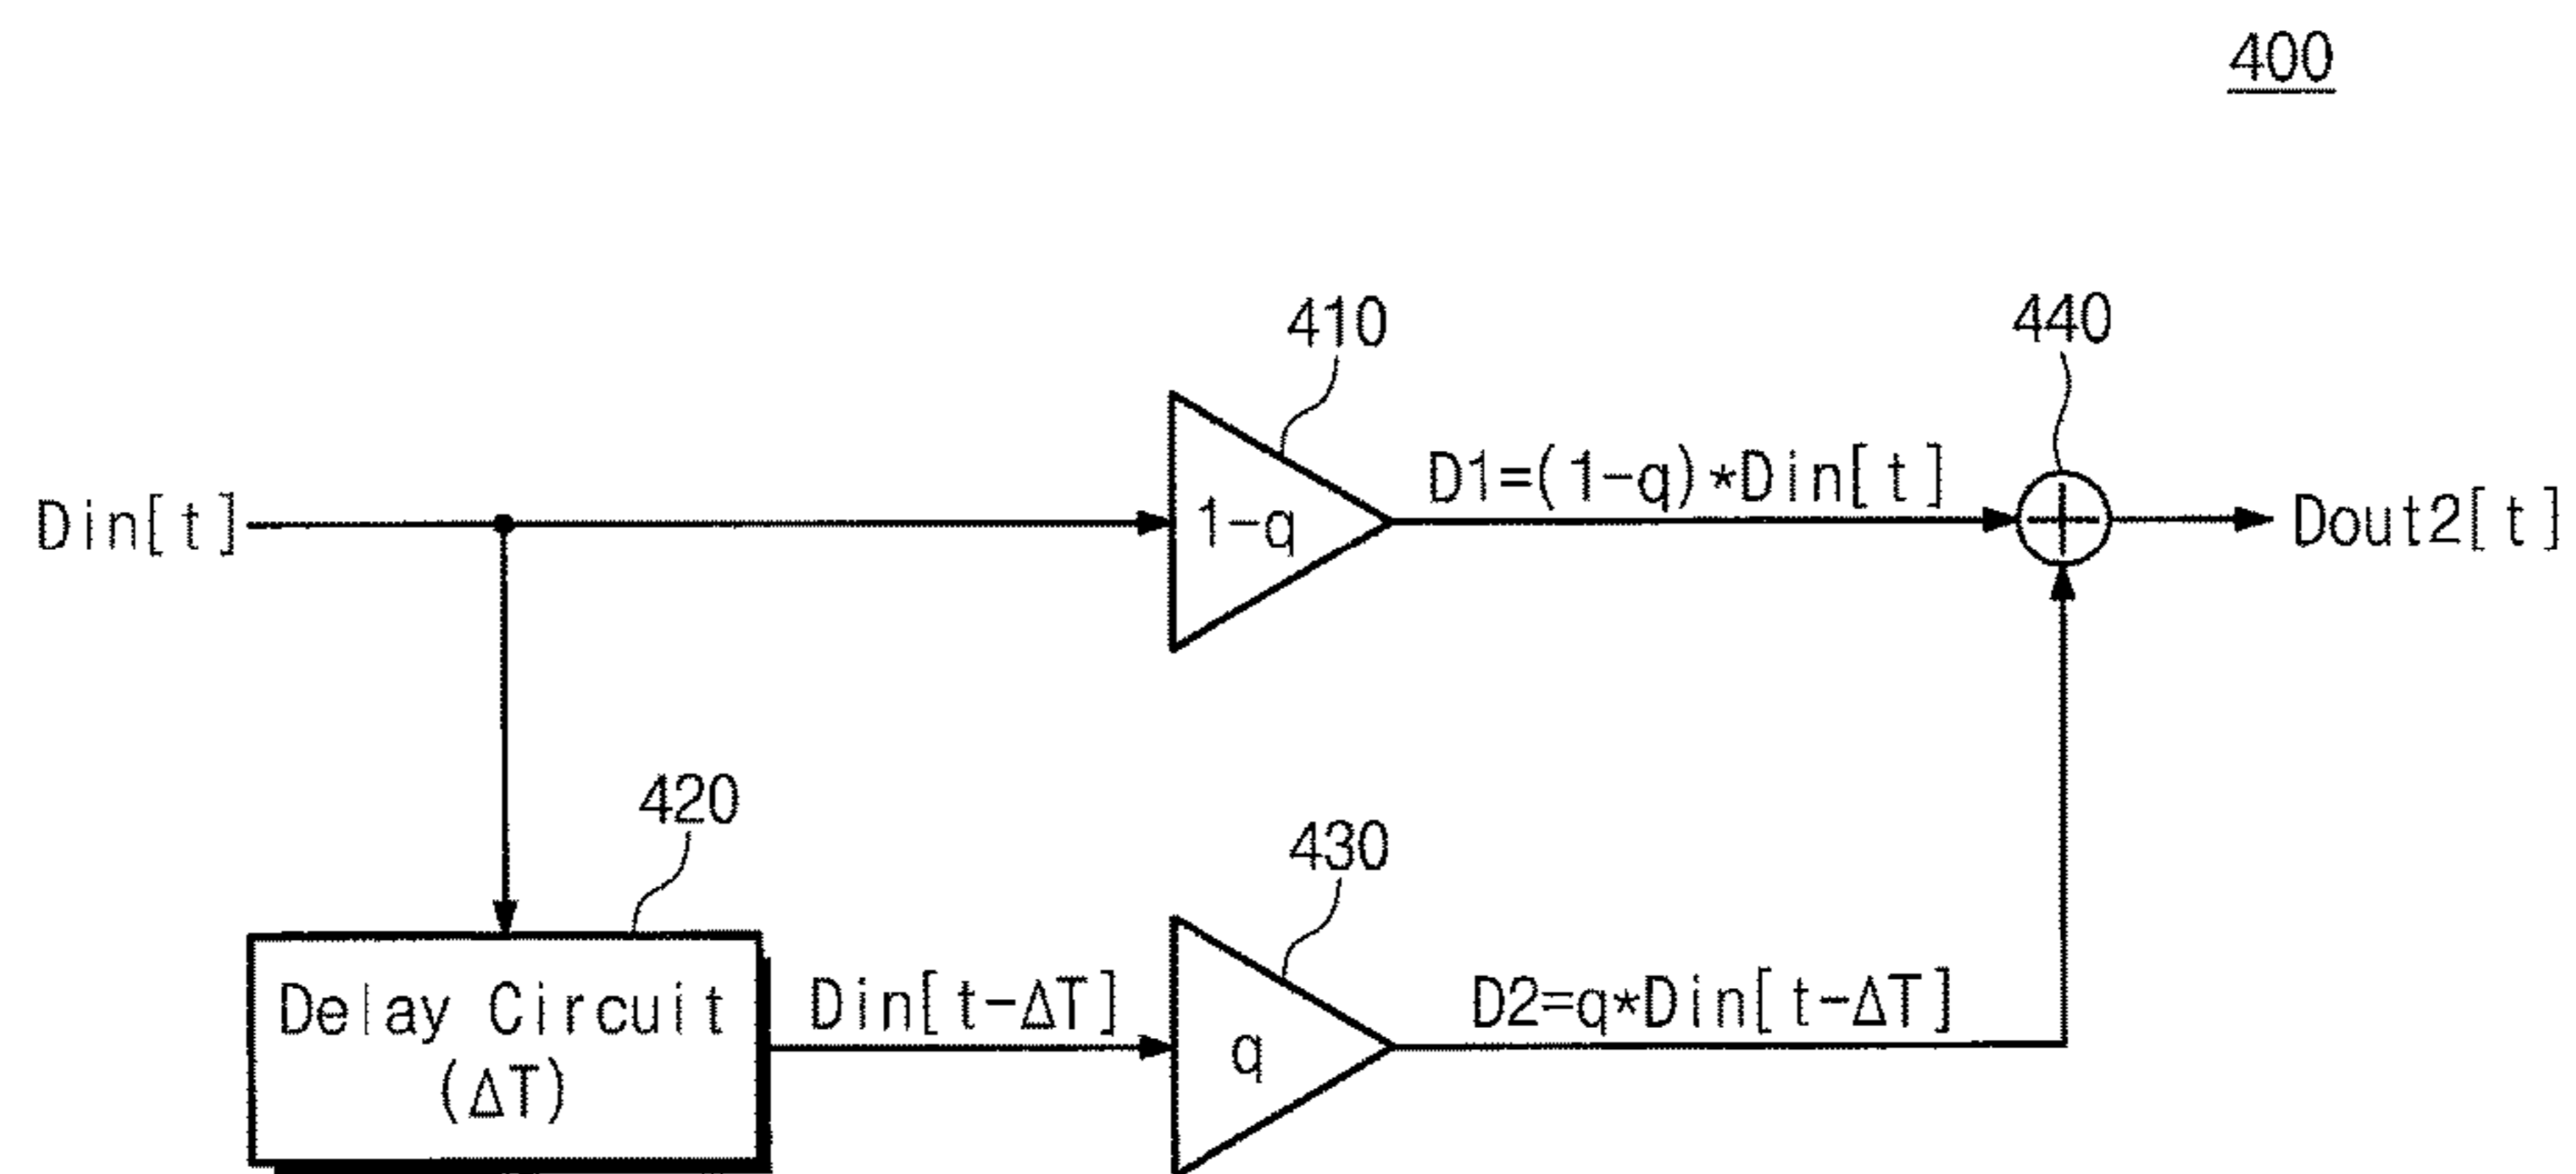 400
410
440
D1=(1-q)*Din[t]
Din[t]
1-q
Dout2[t]
420
430
Delay Circuit
(ΔT)
Din[t-ΔT]
q
D2=q*Din[t-ΔT]